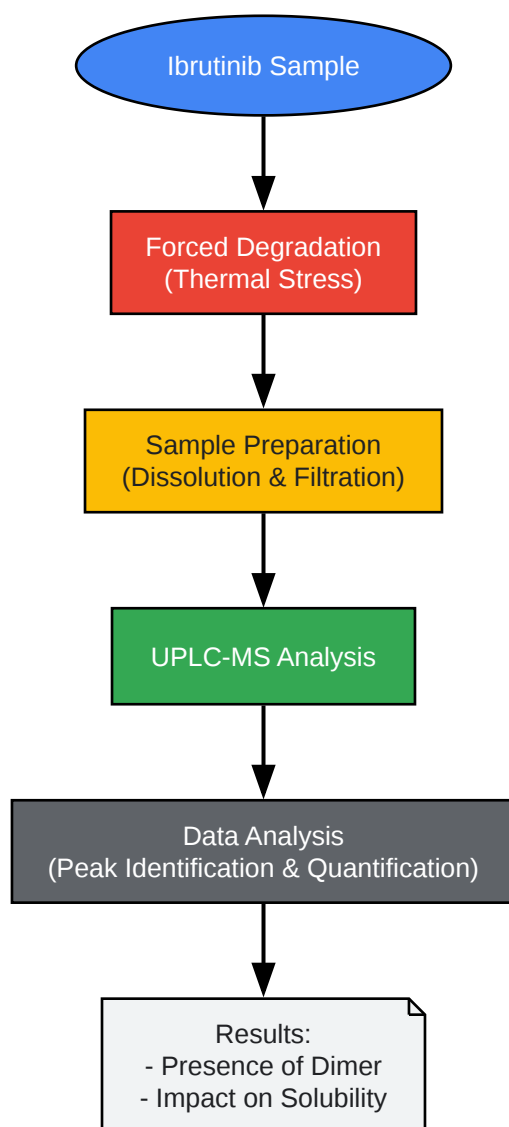 Ibrutinib Sample
Forced Degradation
(Thermal Stress)
Sample Preparation
(Dissolution & Filtration)
UPLC-MS Analysis
Data Analysis
(Peak Identification & Quantification)
Results:
- Presence of Dimer
- Impact on Solubility